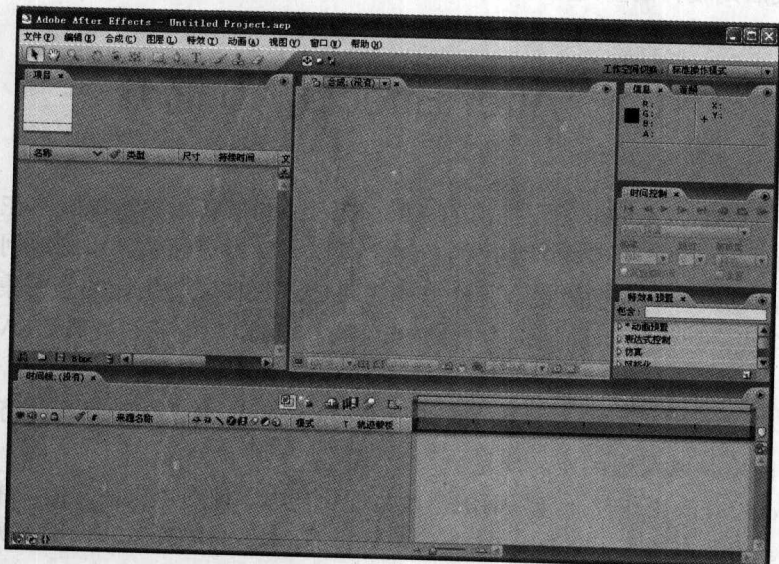 Adobe After Effects - Untitled Project.aep
文件(F) 编辑(E) 合成(C) 图层(L) 特效(T) 动画(A) 视图(V) 窗口(W) 帮助(H)
工作空间切换: 标准操作模式
项目
合成:(没有)
信息 音频
R: X:
G: Y:
B:
A:
名称 类型 尺寸 持续时间 文
时间控制
特效&预置
包含:
* 动画预置
表达式控制
仿真
8 bpc
时间线:(没有)
# 来源名称 模式 T 轨迹蒙板